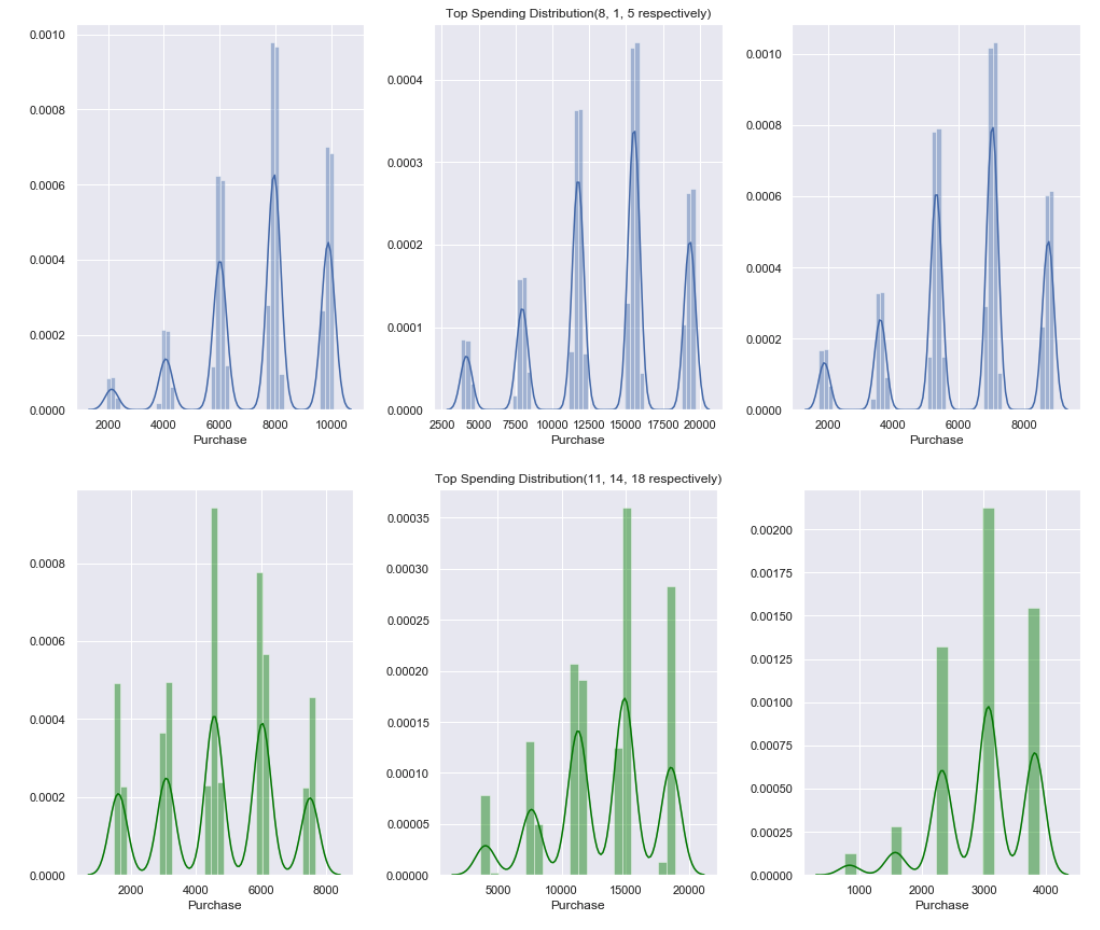 Top Spending Distribution(8, 1, 5 respectively)
0.0010
0.0008
0.0006
0.0004
0.0002
0.0000
2000 4000 6000 8000 10000
Purchase
0.0004
0.0003
0.0002
0.0001
0.0000
2500 5000 7500 10000 12500 15000 17500 20000
Purchase
0.0010
0.0008
0.0006
0.0004
0.0002
0.0000
2000 4000 6000 8000
Purchase
Top Spending Distribution(11, 14, 18 respectively)
0.0008
0.0006
0.0004
0.0002
0.0000
2000 4000 6000 8000
Purchase
0.00035
0.00030
0.00025
0.00020
0.00015
0.00010
0.00005
0.00000
5000 10000 15000 20000
Purchase
0.00200
0.00175
0.00150
0.00125
0.00100
0.00075
0.00050
0.00025
0.00000
1000 2000 3000 4000
Purchase